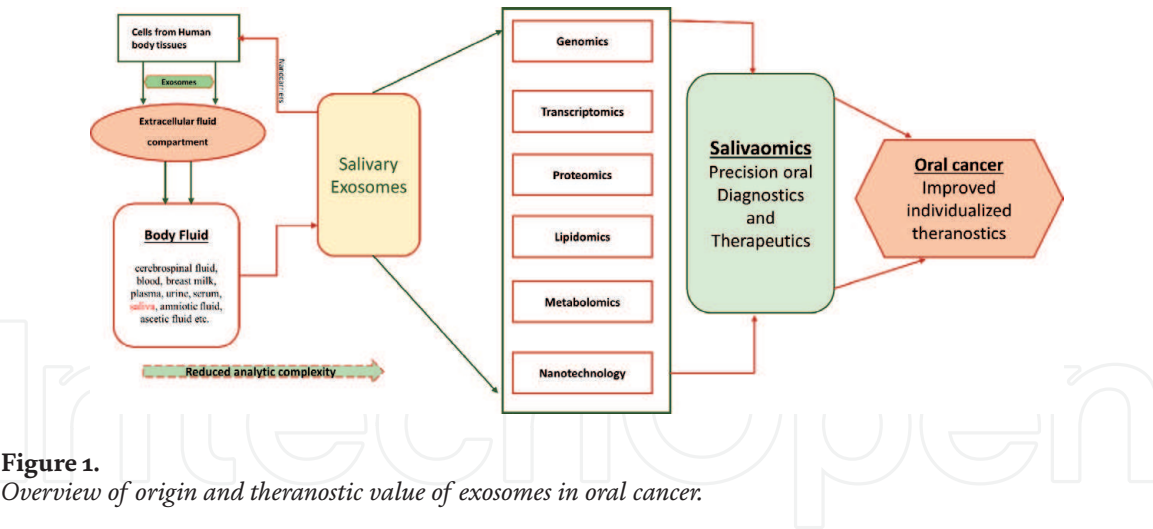 Cells from Human
body tissues
Exosomes
Extracellular fluid
compartment
Body Fluid
cerebrospinal fluid,
blood, breast milk,
plasma, urine, serum,
saliva, amniotic fluid,
ascetic fluid etc.
Reduced analytic complexity
Nanocarriers
Salivary
Exosomes
Genomics
Transcriptomics
Proteomics
Lipidomics
Metabolomics
Nanotechnology
Salivaomics
Precision oral
Diagnostics
and
Therapeutics
Oral cancer
Improved
individualized
theranostics
IntechOpen
Figure 1.
Overview of origin and theranostic value of exosomes in oral cancer.